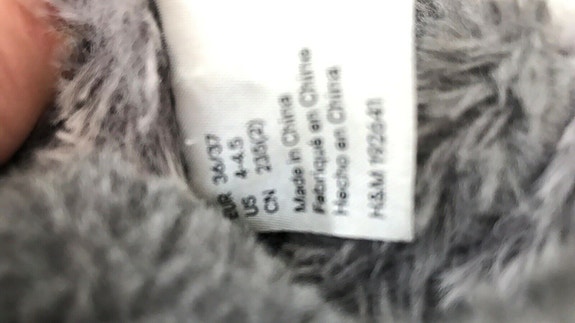 EUR 36/37
US 4-4.5
CN 235(2)
Made in China
Fabriqué en Chine
Hecho en China
H&M 192641